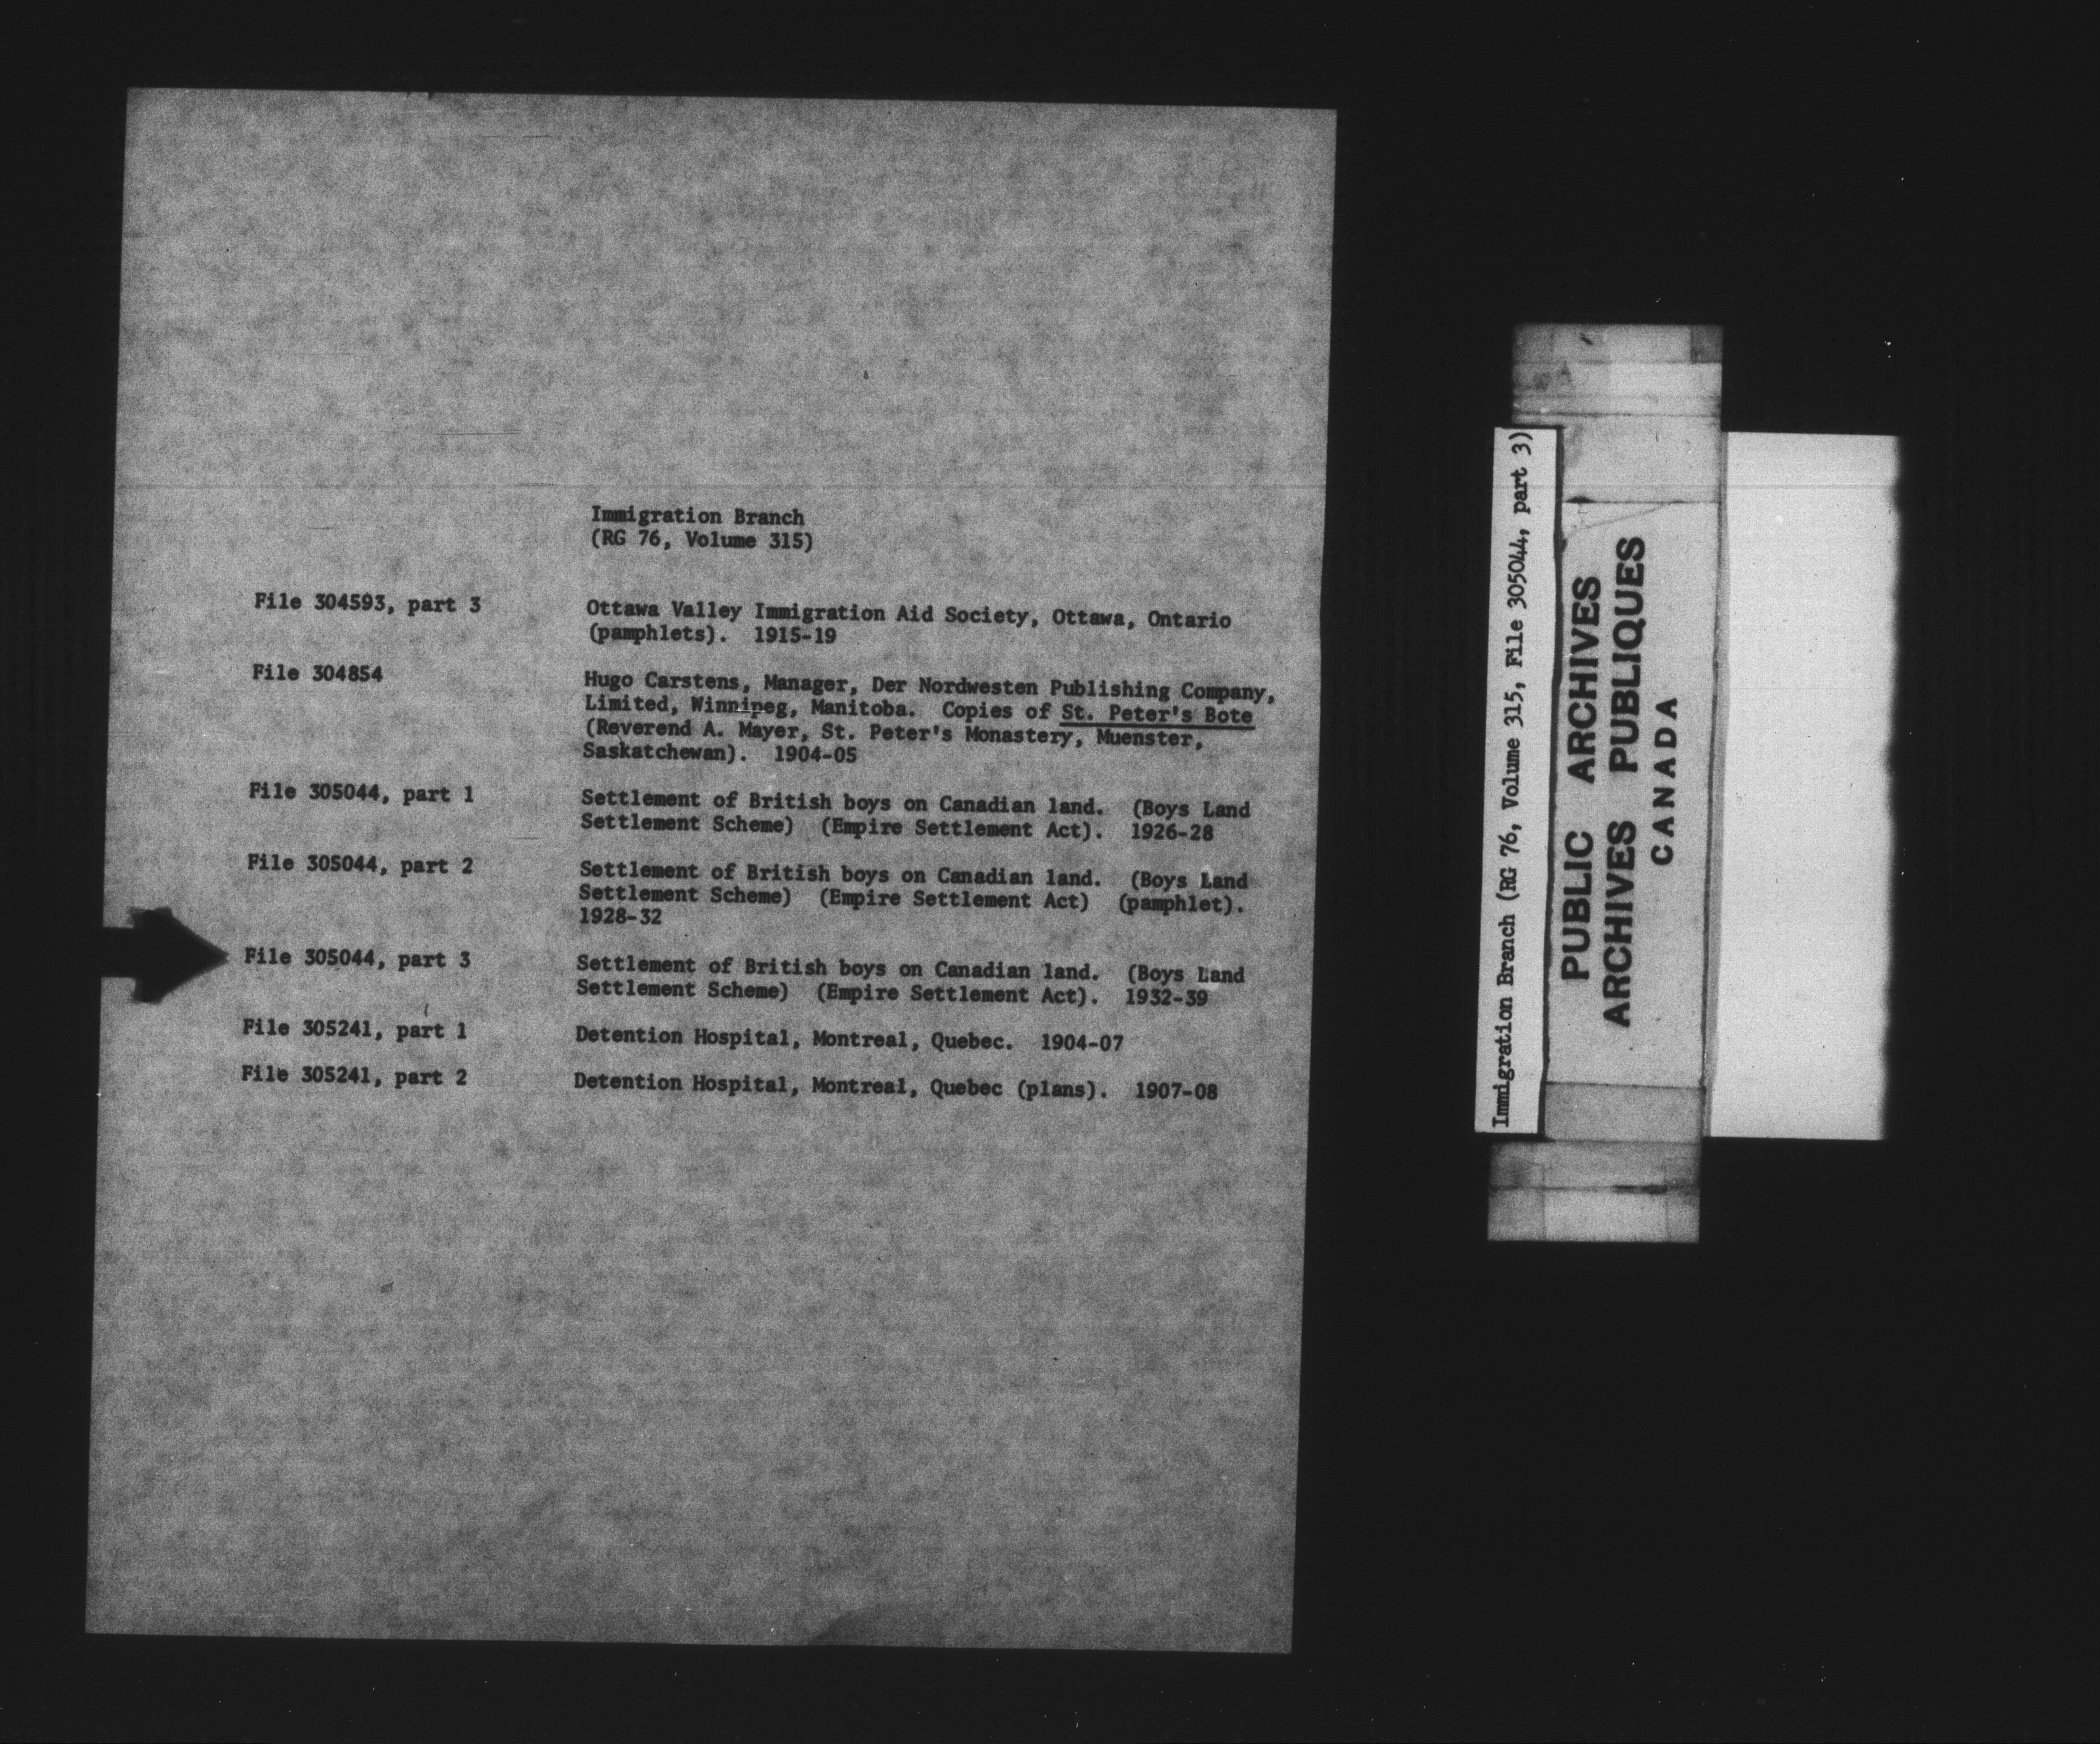 Immigration Branch
(RG 76, Volume 315)
File 304593, part 3
Ottawa Valley Immigration Aid Society, Ottawa, Ontario
(pamphlets). 1915-19
File 304854
Hugo Carstens, Manager, Der Nordwesten Publishing Company,
Limited, Winnipeg, Manitoba. Copies of St. Peter's Bote
(Reverend A. Mayer, St. Peter's Monastery, Muenster,
Saskatchewan). 1904-05
File 305044, part 1
Settlement of British boys on Canadian land. (Boys Land
Settlement Scheme) (Empire Settlement Act). 1926-28
File 305044, part 2
Settlement of British boys on Canadian land. (Boys Land
Settlement Scheme) (Empire Settlement Act) (pamphlet).
1928-32
File 305044, part 3
Settlement of British boys on Canadian land. (Boys Land
Settlement Scheme) (Empire Settlement Act). 1932-39
File 305241, part 1
Detention Hospital, Montreal, Quebec. 1904-07
File 305241, part 2
Detention Hospital, Montreal, Quebec (plans). 1907-08
Immigration Branch (RG 76, Volume 315, File 305044, part 3)
PUBLIC ARCHIVES
ARCHIVES PUBLIQUES
CANADA